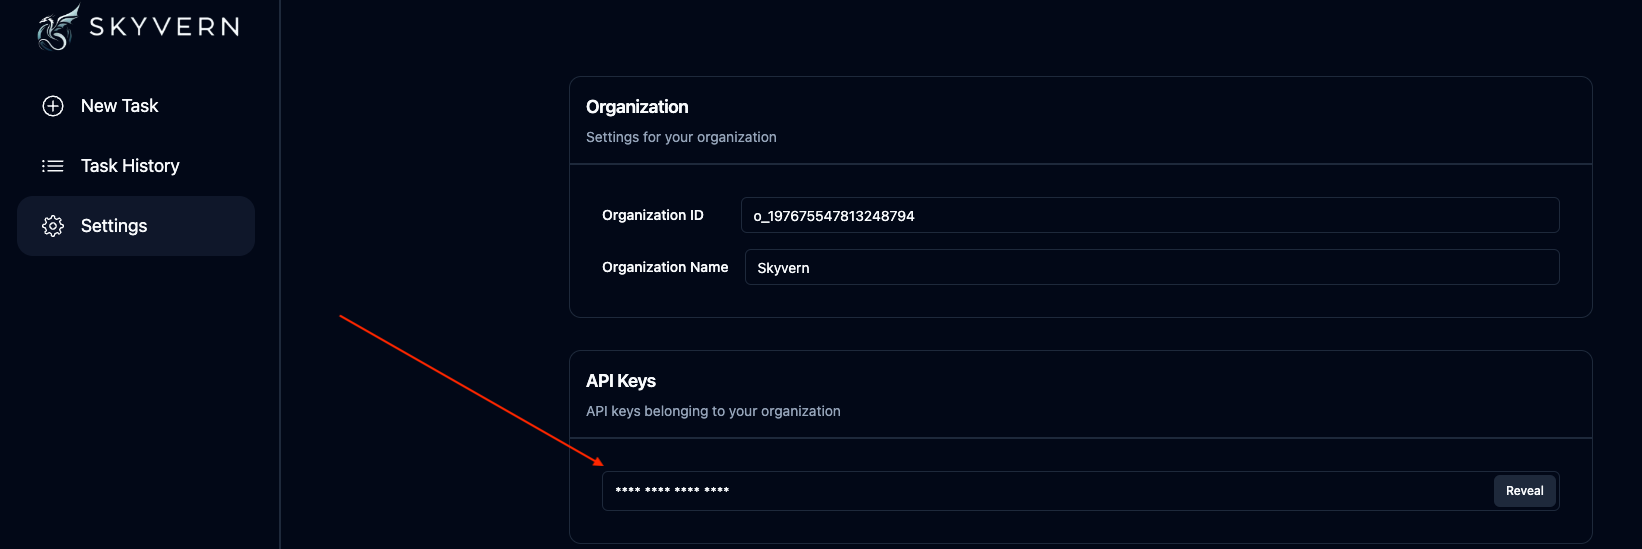 SKYVERN
New Task
Task History
Settings
Organization
Settings for your organization
Organization ID
o_197675547813248794
Organization Name
Skyvern
API Keys
API keys belonging to your organization
**** **** **** ****
Reveal